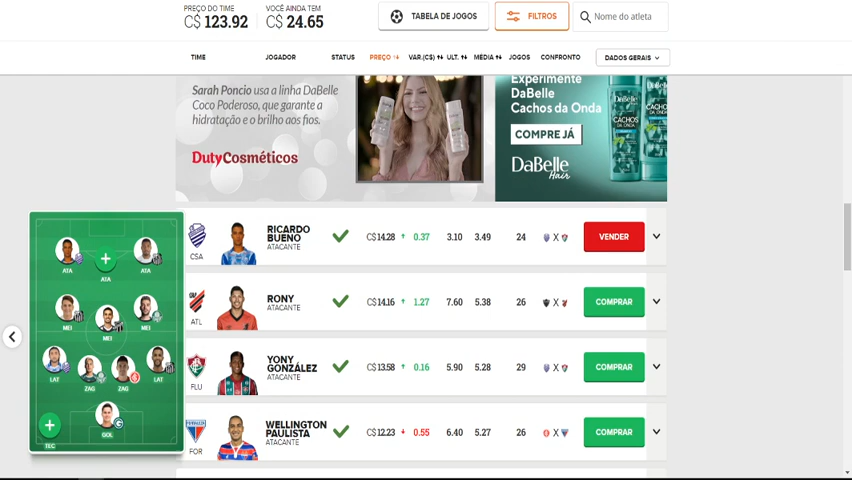 PREÇO DO TIME
C$ 123.92
VOCÊ AINDA TEM
C$ 24.65
TABELA DE JOGOS
FILTROS
Nome do atleta
TIME JOGADOR STATUS PREÇO VAR.(C$) ULT. MÉDIA JOGOS CONFRONTO DADOS GERAIS
Sarah Poncio usa a linha DaBelle
Coco Poderoso, que garante a
hidratação e o brilho aos fios.
DutyCosméticos
Experimente
DaBelle
Cachos da Onda
COMPRE JÁ
DaBelle
Hair
DaBelle
CACHOS
DA ONDA
CSA
RICARDO
BUENO
ATACANTE
C$ 14.28 0.37 3.10 3.49 24 X VENDER
ATL
RONY
ATACANTE
C$ 14.16 1.27 7.60 5.38 26 X COMPRAR
FLU
YONY
GONZÁLEZ
ATACANTE
C$ 13.58 0.16 5.90 5.28 29 X COMPRAR
FOR
WELLINGTON
PAULISTA
ATACANTE
C$ 12.23 0.55 6.40 5.27 26 X COMPRAR
ATA
ATA
ATA
MEI
MEI
MEI
LAT
ZAG
ZAG
LAT
GOL
TEC